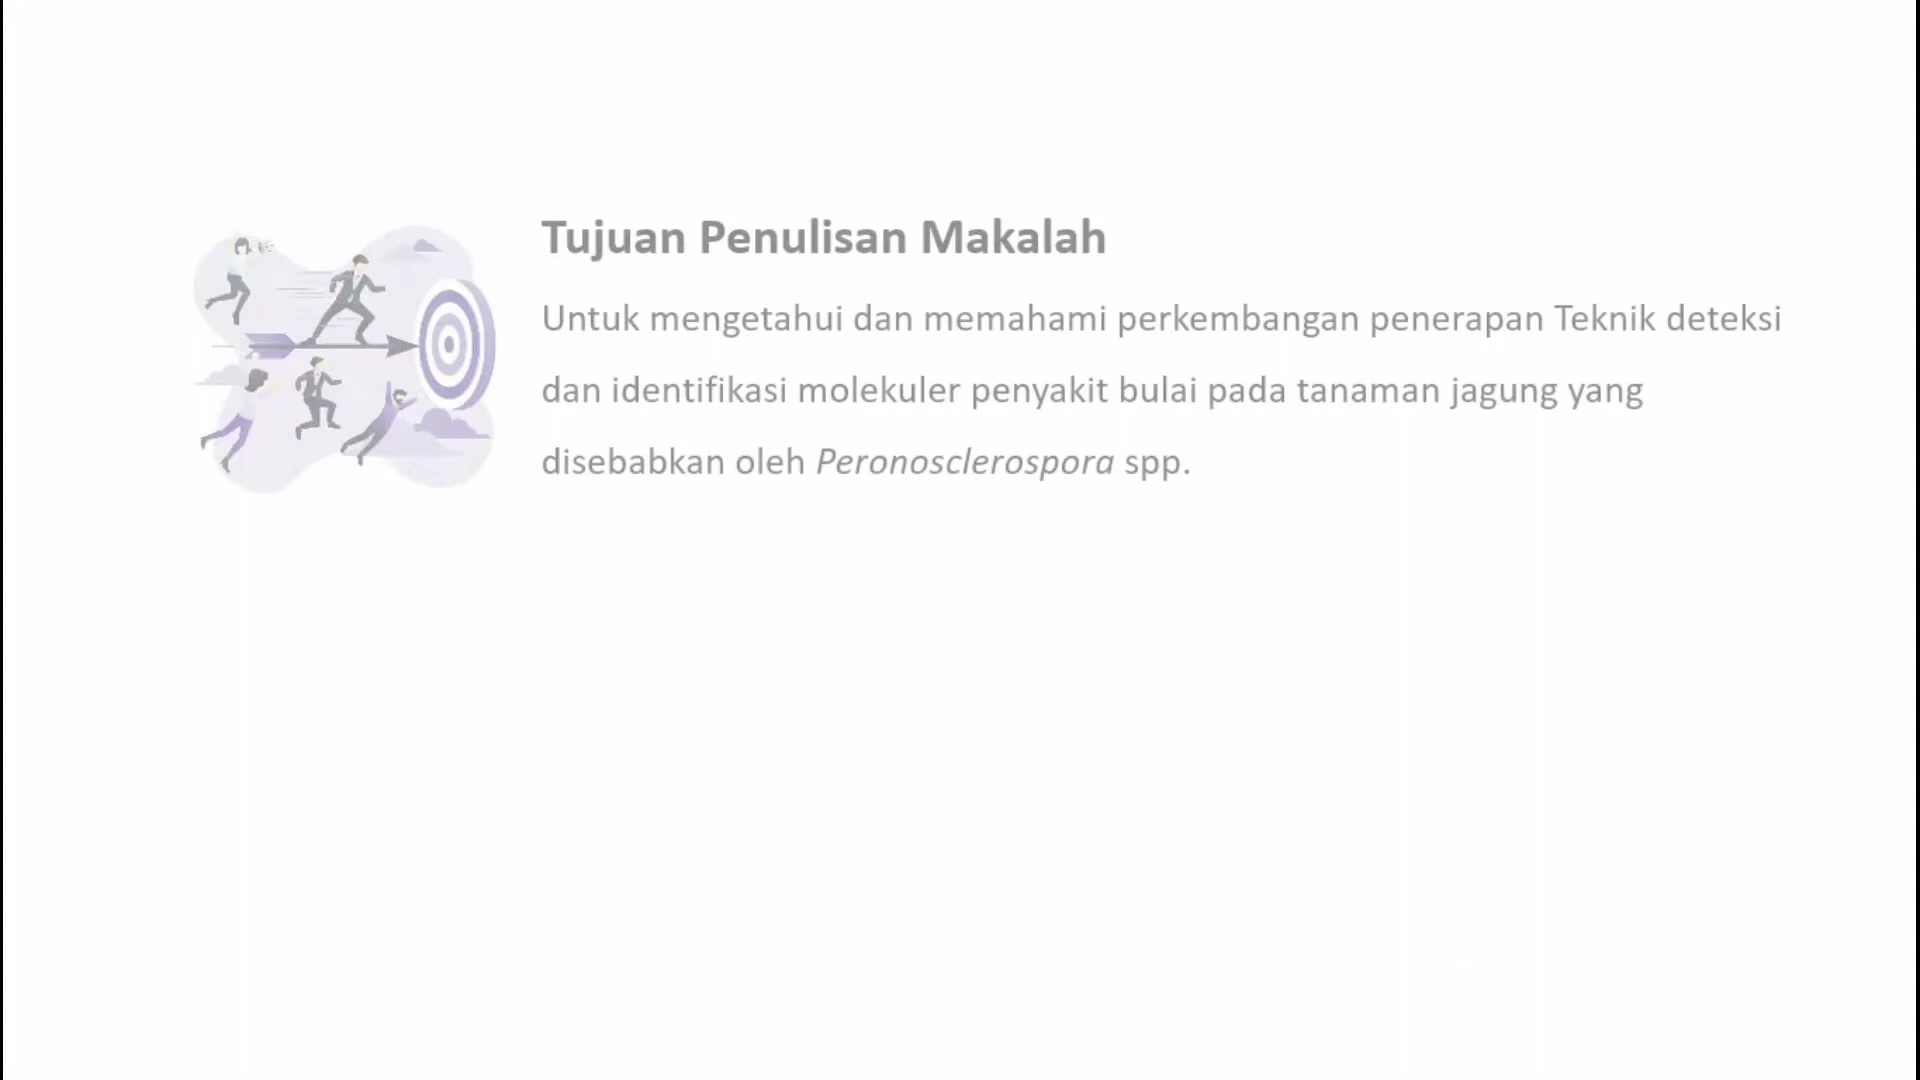 Tujuan Penulisan Makalah
Untuk mengetahui dan memahami perkembangan penerapan Teknik deteksi
dan identifikasi molekuler penyakit bulai pada tanaman jagung yang
disebabkan oleh Peronosclerospora spp.